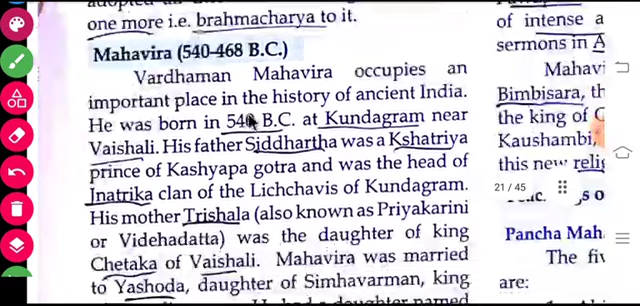 one more i.e. brahmacharya to it.
Mahavira (540-468 B.C.)
Vardhaman Mahavira occupies an
important place in the history of ancient India.
He was born in 540 B.C. at Kundagram near
Vaishali. His father Siddhartha was a Kshatriya
prince of Kashyapa gotra and was the head of
Jnatrika clan of the Lichchavis of Kundagram.
His mother Trishala (also known as Priyakarini
or Videhadatta) was the daughter of king
Chetaka of Vaishali. Mahavira was married
to Yashoda, daughter of Simhavarman, king
of intense a
sermons in A
Mahavi
Bimbisara, th
the king of
Kaushambi,
this new relig
21 / 45
Pancha Mah
The fiv
are: